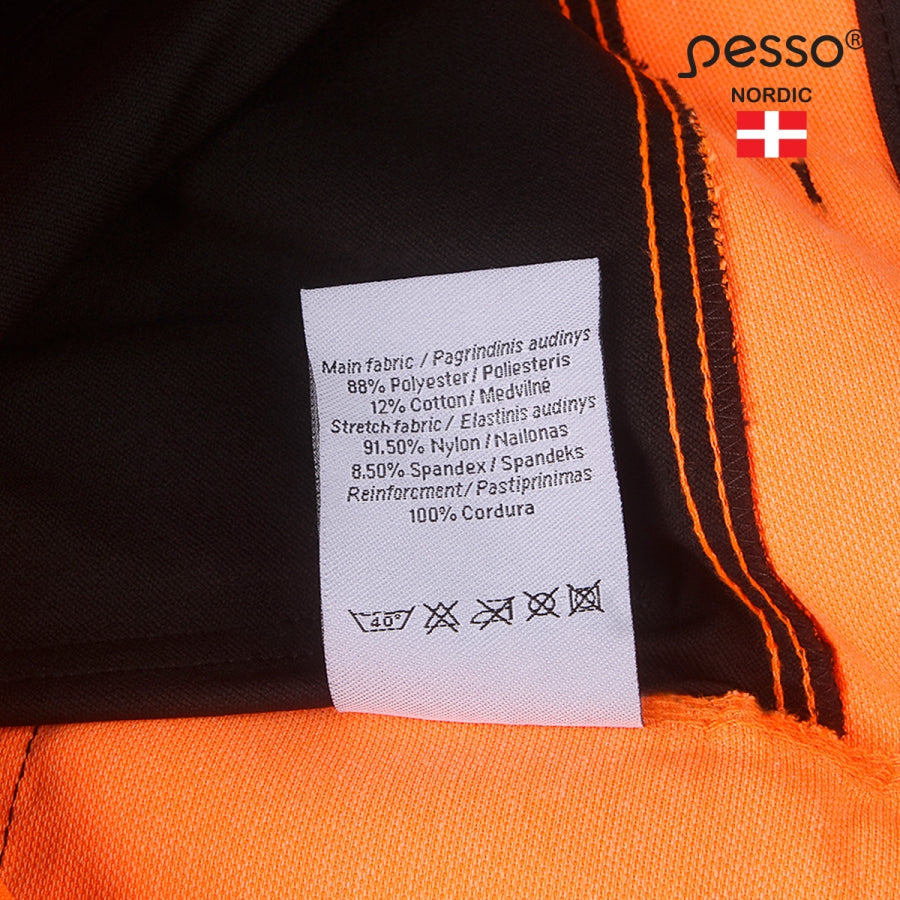 pesso®
NORDIC
Main fabric / Pagrindinis audinys
88% Polyester / Poliesteris
12% Cotton / Medvilnė
Stretch fabric / Elastinis audinys
91.50% Nylon / Nailonas
8.50% Spandex / Spandeks
Reinforcment / Pastiprinimas
100% Cordura
40°